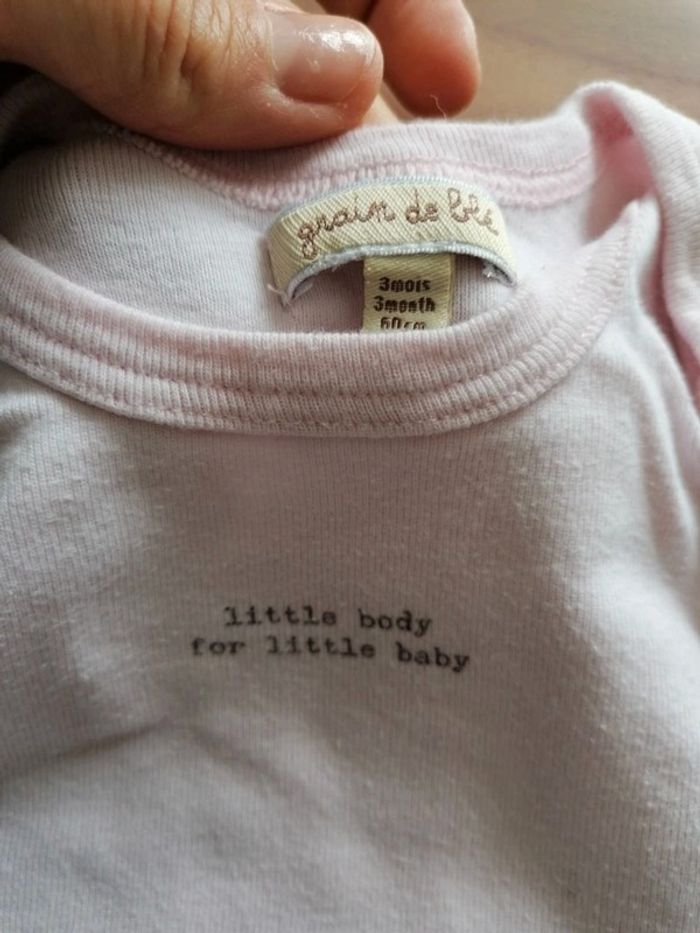 grain de blé
3mois
3month
60cm
little body
for little baby